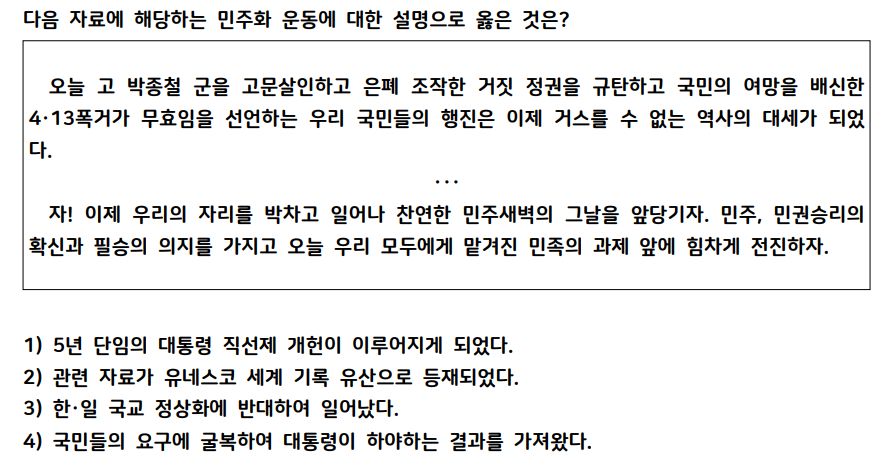 다음 자료에 해당하는 민주화 운동에 대한 설명으로 옳은 것은?
오늘 고 박종철 군을 고문살인하고 은폐 조작한 거짓 정권을 규탄하고 국민의 여망을 배신한
4·13폭거가 무효임을 선언하는 우리 국민들의 행진은 이제 거스를 수 없는 역사의 대세가 되었
다.
...
자! 이제 우리의 자리를 박차고 일어나 찬연한 민주새벽의 그날을 앞당기자. 민주, 민권승리의
확신과 필승의 의지를 가지고 오늘 우리 모두에게 맡겨진 민족의 과제 앞에 힘차게 전진하자.
1) 5년 단임의 대통령 직선제 개헌이 이루어지게 되었다.
2) 관련 자료가 유네스코 세계 기록 유산으로 등재되었다.
3) 한·일 국교 정상화에 반대하여 일어났다.
4) 국민들의 요구에 굴복하여 대통령이 하야하는 결과를 가져왔다.